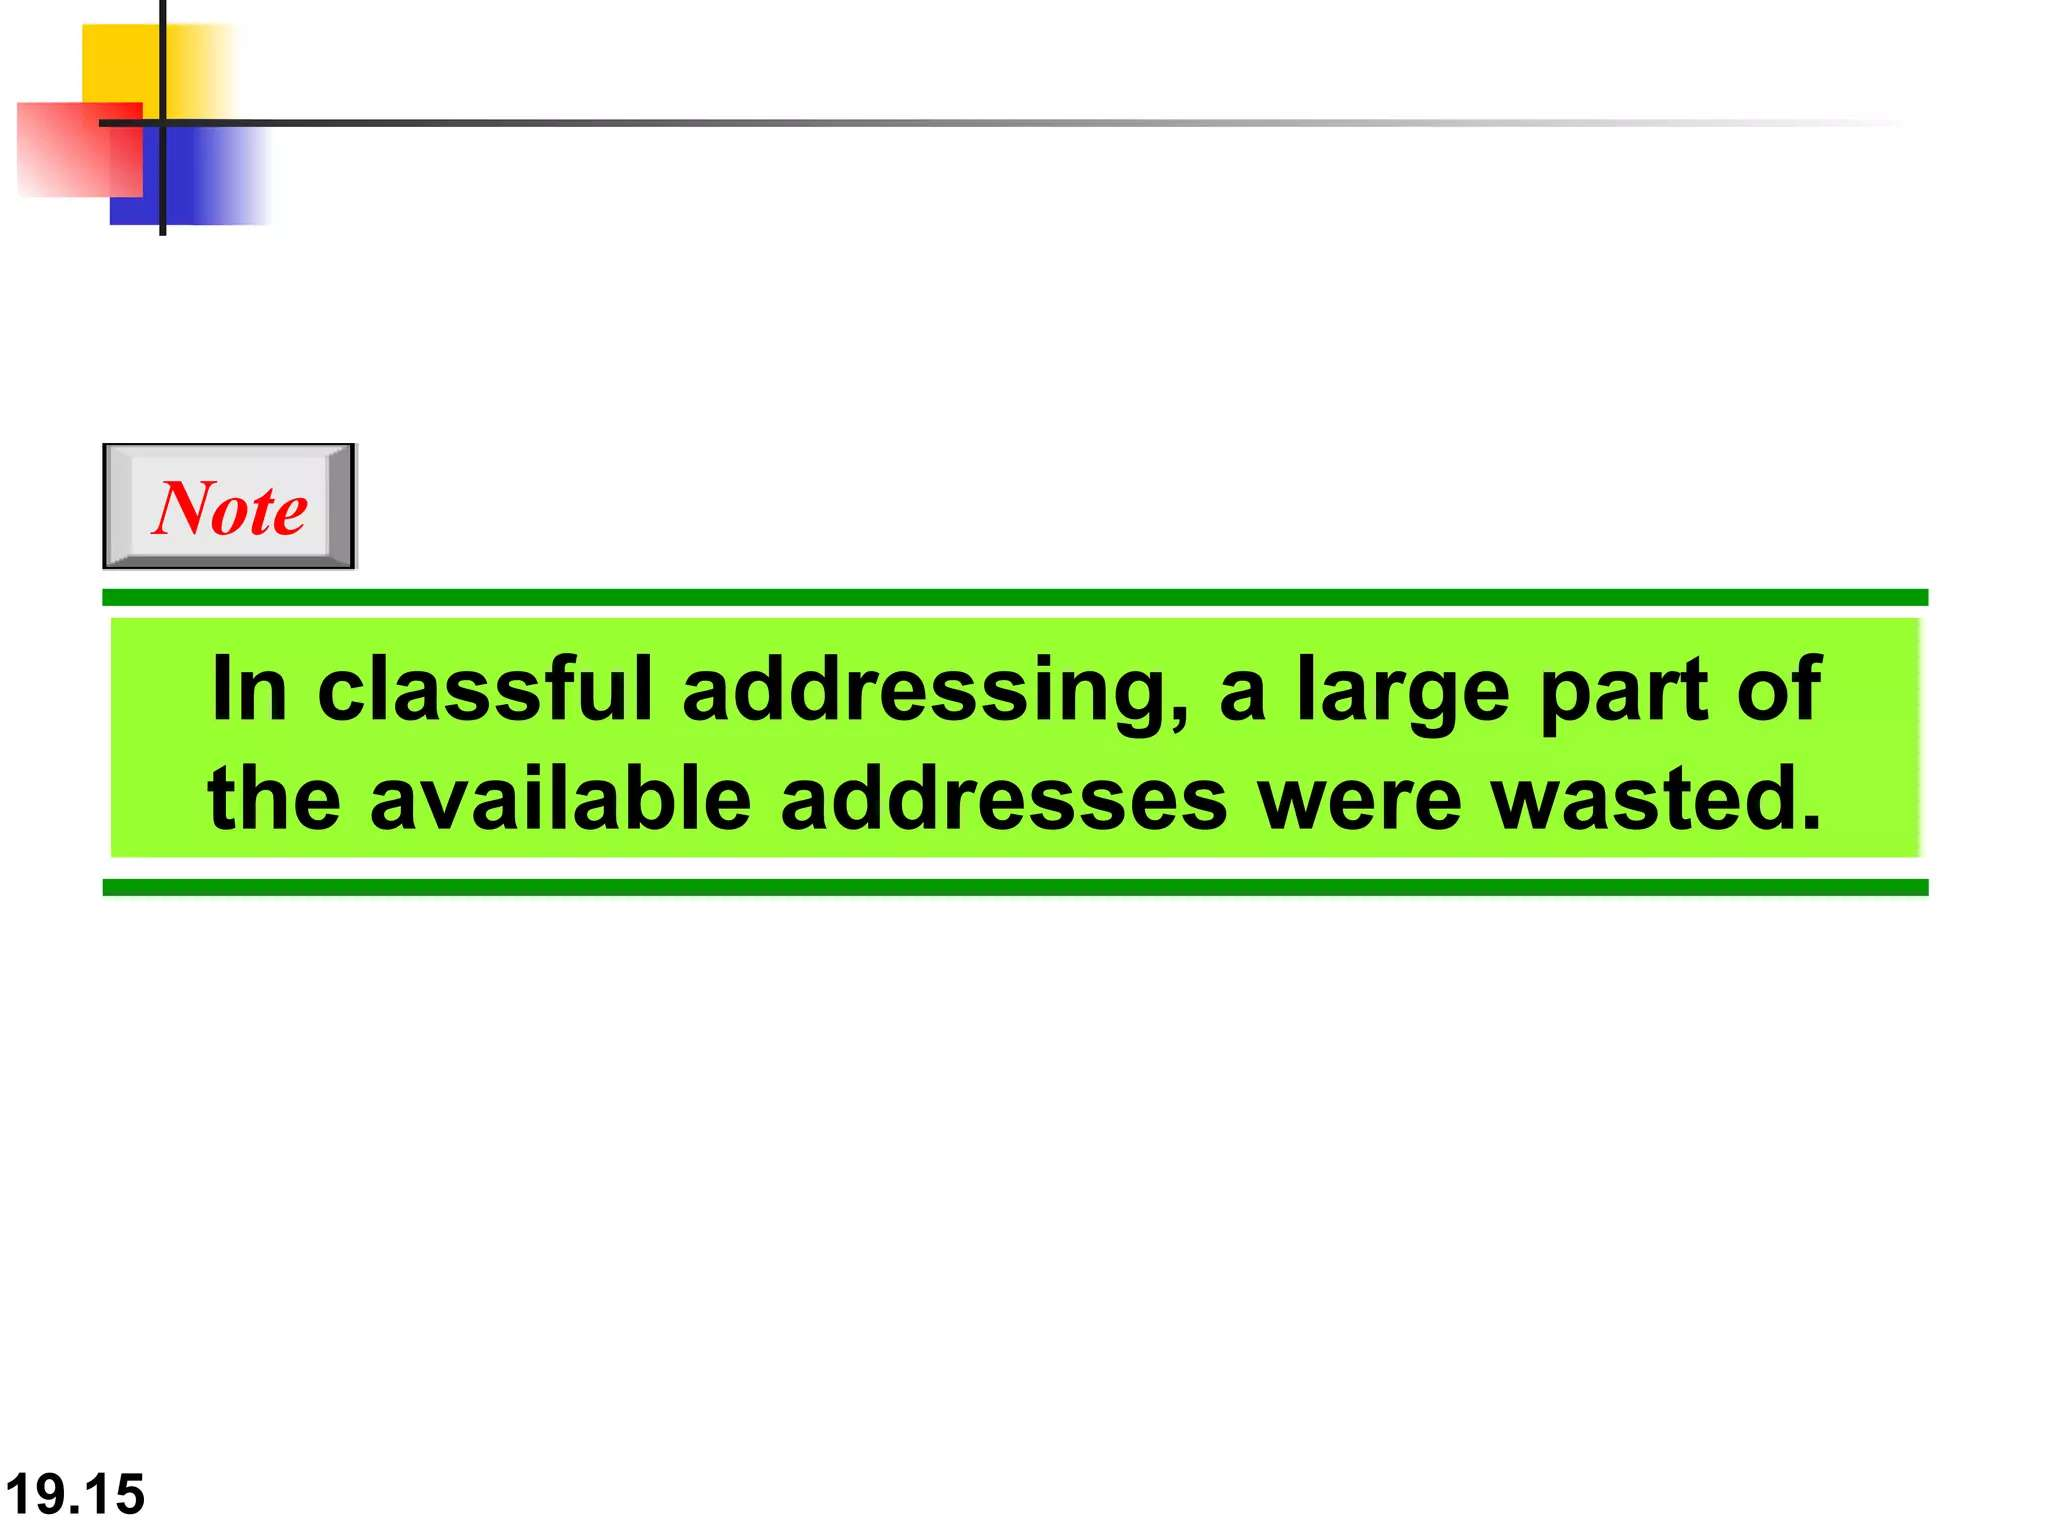 Note
In classful addressing, a large part of
the available addresses were wasted.
19.15